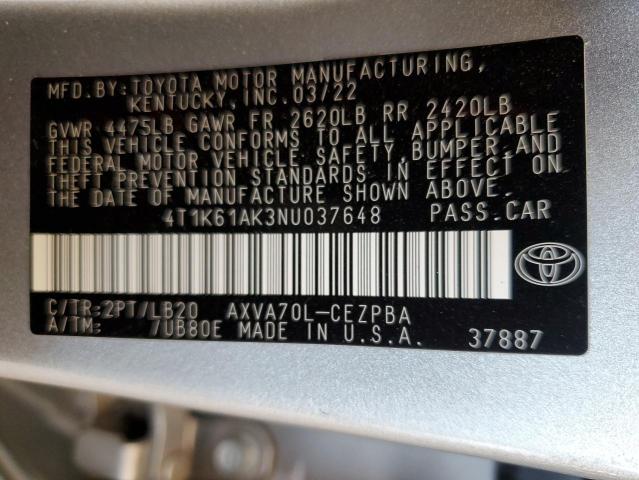 MFD.BY:TOYOTA MOTOR MANUFACTURING,
KENTUCKY,INC.03/22
GVWR 4475LB GAWR FR 2620LB RR 2420LB
THIS VEHICLE CONFORMS TO ALL APPLICABLE
FEDERAL MOTOR VEHICLE SAFETY,BUMPER,AND
THEFT PREVENTION STANDARDS IN EFFECT ON
THE DATE OF MANUFACTURE SHOWN ABOVE.
4T1K61AK3NU037648 PASS.CAR
C/TR:2PT/LB20 AXVA70L-CEZPBA
A/TM: /UB80E MADE IN U.S.A. 37887